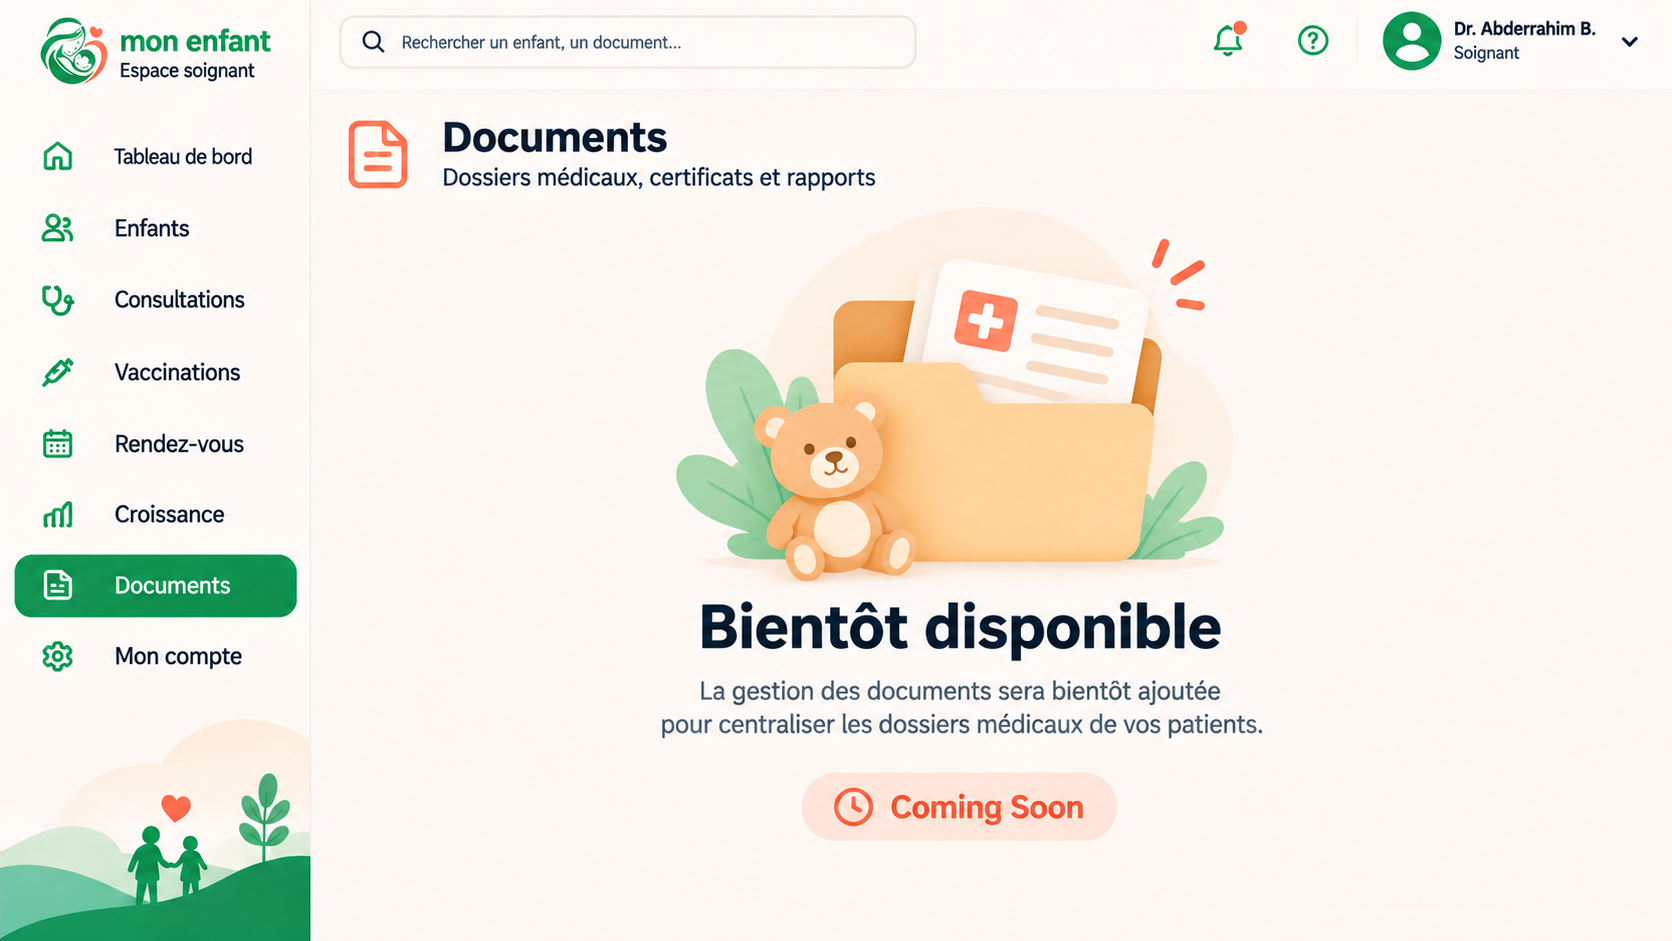 mon enfant
Espace soignant
Rechercher un enfant, un document...
Dr. Abderrahim B.
Soignant
Tableau de bord
Enfants
Consultations
Vaccinations
Rendez-vous
Croissance
Documents
Mon compte
Documents
Dossiers médicaux, certificats et rapports
Bientôt disponible
La gestion des documents sera bientôt ajoutée
pour centraliser les dossiers médicaux de vos patients.
Coming Soon